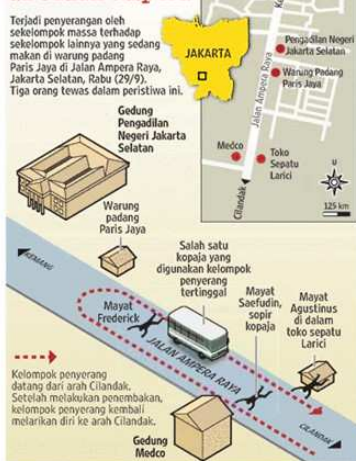 Terjadi penyerangan oleh
sekelompok massa terhadap
sekelompok lainnya yang sedang
makan di warung padang
Paris Jaya di Jalan Ampera Raya,
Jakarta Selatan, Rabu (29/9).
Tiga orang tewas dalam peristiwa ini.
JAKARTA
Pengadilan Negeri
Jakarta Selatan
Warung Padang
Paris Jaya
Jalan Ampera Raya
Medco
Toko
Sepatu
Larici
Cilandak
U
125 km
Gedung
Pengadilan
Negeri Jakarta
Selatan
Warung
padang
Paris Jaya
Salah satu
kopaja yang
digunakan kelompok
penyerang
tertinggal
KEMANG
Mayat
Frederick
Mayat
Saefudin,
sopir
kopaja
Mayat
Agustinus
di dalam
toko sepatu
Larici
JALAN AMPERA RAYA
Kelompok penyerang
datang dari arah Cilandak.
Setelah melakukan penembakan,
kelompok penyerang kembali
melarikan diri ke arah Cilandak.
Gedung
Medco
CILANDAK